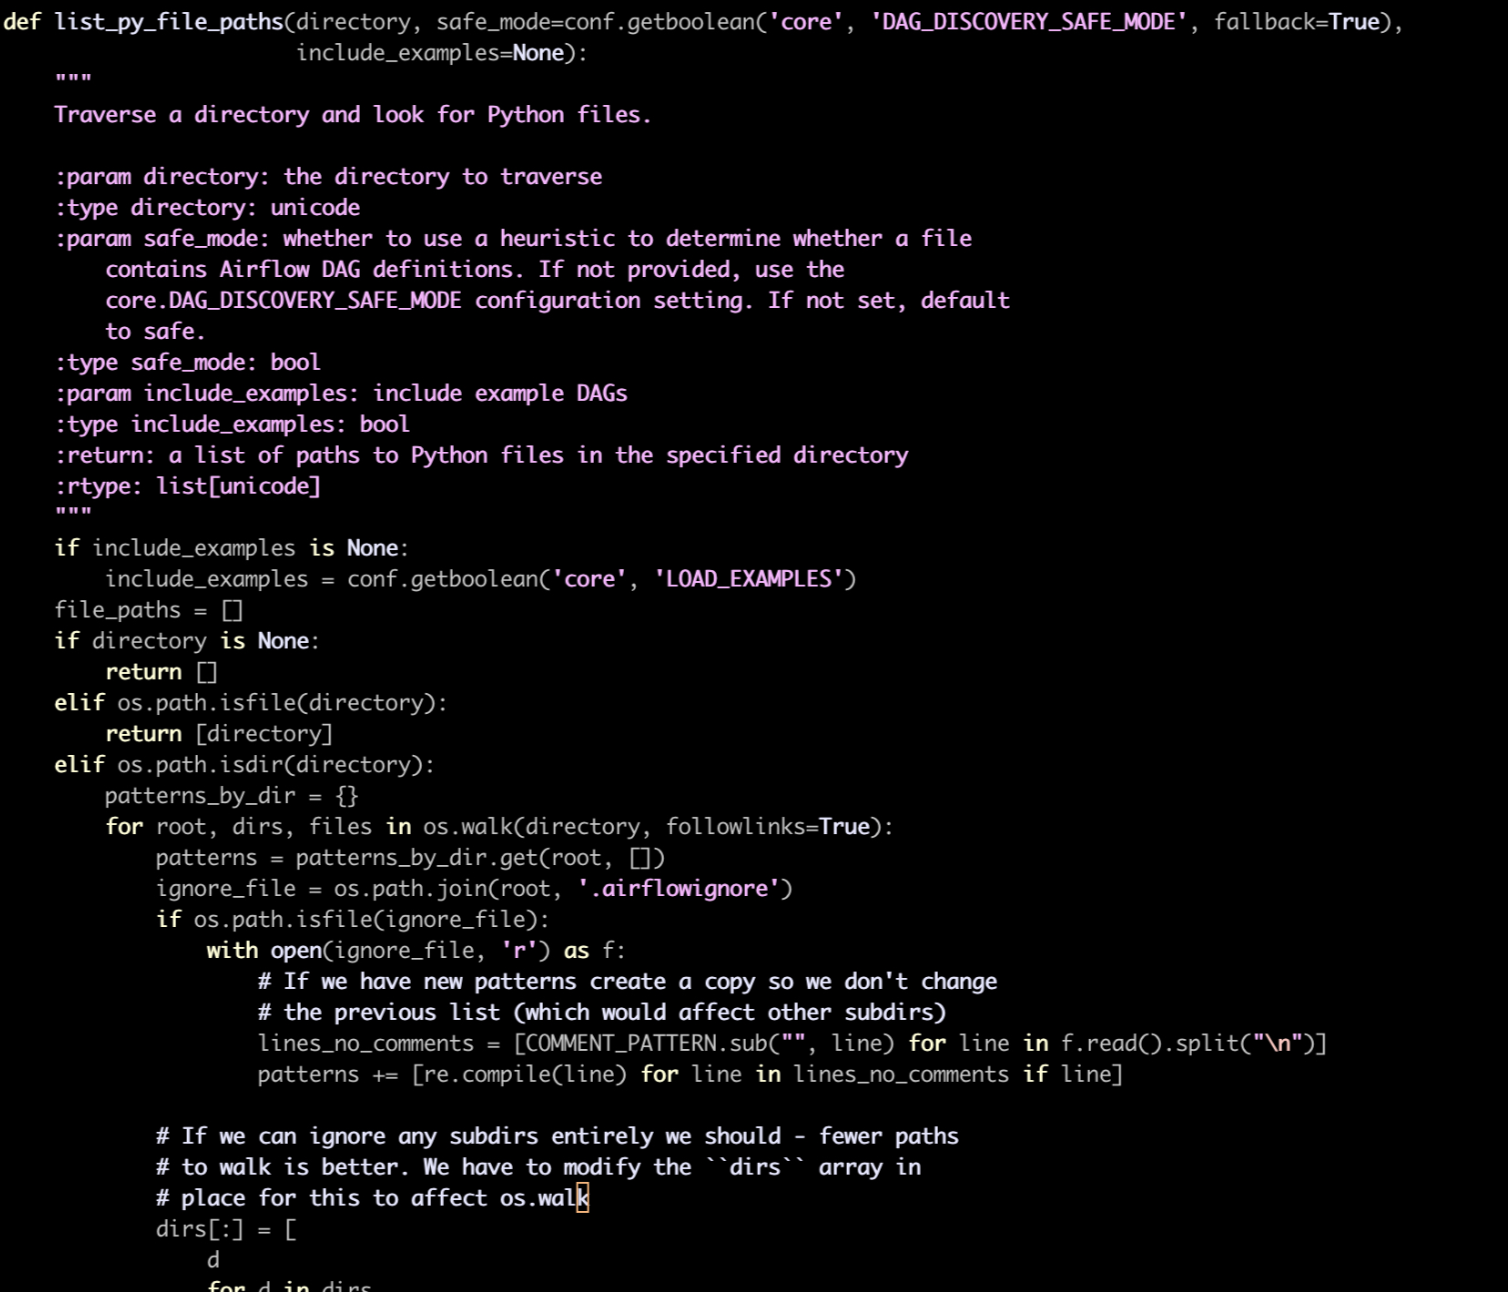 def list_py_file_paths(directory, safe_mode=conf.getboolean('core', 'DAG_DISCOVERY_SAFE_MODE', fallback=True),
                       include_examples=None):
    """
    Traverse a directory and look for Python files.

    :param directory: the directory to traverse
    :type directory: unicode
    :param safe_mode: whether to use a heuristic to determine whether a file
        contains Airflow DAG definitions. If not provided, use the
        core.DAG_DISCOVERY_SAFE_MODE configuration setting. If not set, default
        to safe.
    :type safe_mode: bool
    :param include_examples: include example DAGs
    :type include_examples: bool
    :return: a list of paths to Python files in the specified directory
    :rtype: list[unicode]
    """
    if include_examples is None:
        include_examples = conf.getboolean('core', 'LOAD_EXAMPLES')
    file_paths = []
    if directory is None:
        return []
    elif os.path.isfile(directory):
        return [directory]
    elif os.path.isdir(directory):
        patterns_by_dir = {}
        for root, dirs, files in os.walk(directory, followlinks=True):
            patterns = patterns_by_dir.get(root, [])
            ignore_file = os.path.join(root, '.airflowignore')
            if os.path.isfile(ignore_file):
                with open(ignore_file, 'r') as f:
                    # If we have new patterns create a copy so we don't change
                    # the previous list (which would affect other subdirs)
                    lines_no_comments = [COMMENT_PATTERN.sub("", line) for line in f.read().split("\n")]
                    patterns += [re.compile(line) for line in lines_no_comments if line]

            # If we can ignore any subdirs entirely we should - fewer paths
            # to walk is better. We have to modify the ``dirs`` array in
            # place for this to affect os.walk
            dirs[:] = [
                d
                for d in dirs